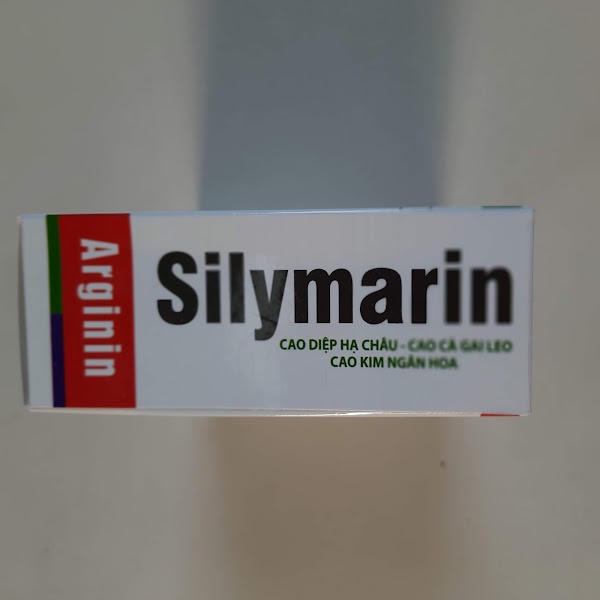 Arginin
Silymarin
CAO DIỆP HẠ CHÂU - CAO CÀ GAI LEO
CAO KIM NGÂN HOA